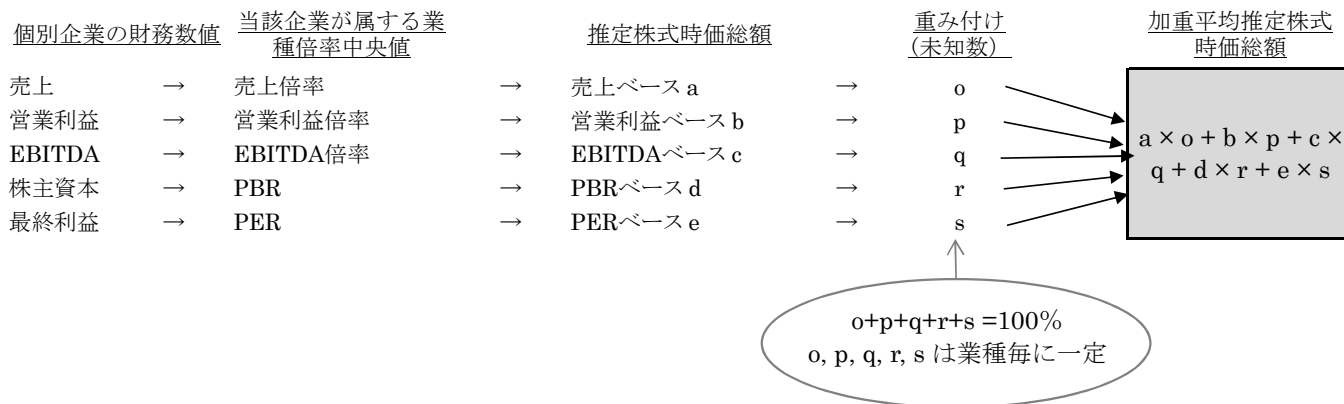 個別企業の財務数値 当該企業が属する業種倍率中央値 推定株式時価総額 重み付け(未知数) 加重平均推定株式時価総額
売上 → 売上倍率 → 売上ベース a → o
営業利益 → 営業利益倍率 → 営業利益ベース b → p
EBITDA → EBITDA倍率 → EBITDAベース c → q
株主資本 → PBR → PBRベース d → r
最終利益 → PER → PERベース e → s
a × o + b × p + c ×
q + d × r + e × s
o+p+q+r+s =100%
o, p, q, r, s は業種毎に一定